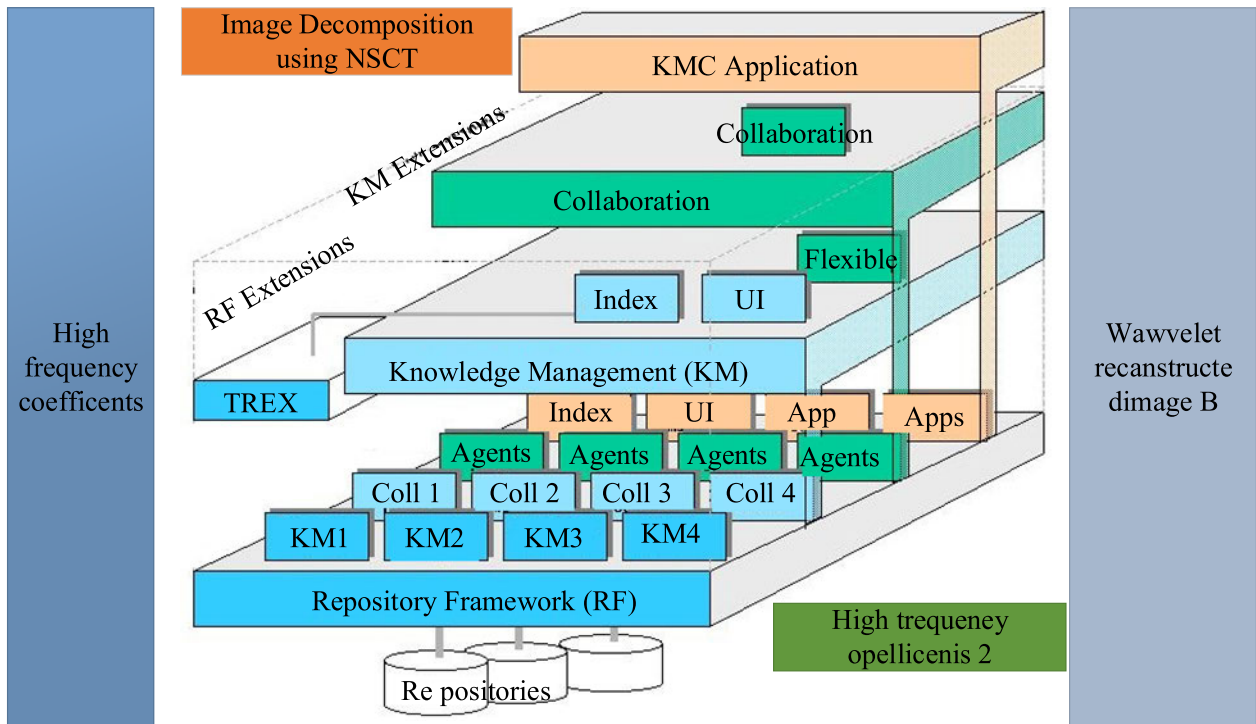 Image Decomposition
using NSCT
KMC Application
Collaboration
KM Extensions
Collaboration
RF Extensions
Flexible
Index
UI
High
frequency
coefficents
Wawvelet
recanstructe
dimage B
Knowledge Management (KM)
TREX
Index
UI
App
Apps
Agents
Agents
Agents
Agents
Coll 1
Coll 2
Coll 3
Coll 4
KM1
KM2
KM3
KM4
Repository Framework (RF)
High trequeney
opellicenis 2
Re positories